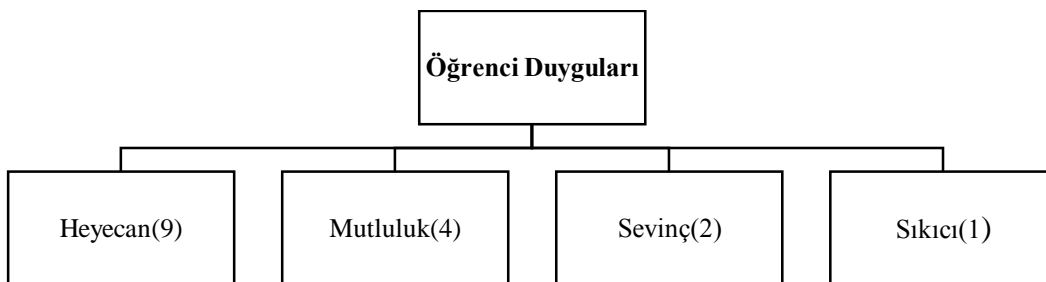 Öğrenci Duyguları
Heyecan(9)
Mutluluk(4)
Sevinç(2)
Sıkıcı(1)